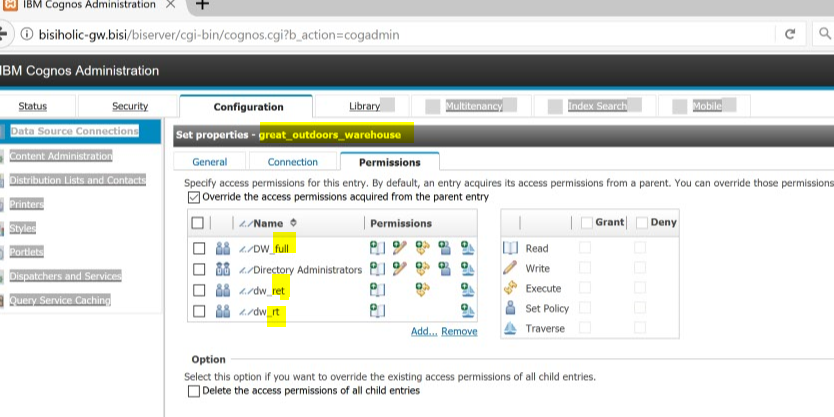 IBM Cognos Administration
bisiholic-gw.bisi/biserver/cgi-bin/cognos.cgi?b_action=cogadmin
IBM Cognos Administration
Status Security Configuration Library Multitenancy Index Search Mobile
Data Source Connections
Content Administration
Distribution Lists and Contacts
Printers
Styles
Portlets
Dispatchers and Services
Query Service Caching
Set properties - great_outdoors_warehouse
General Connection Permissions
Specify access permissions for this entry. By default, an entry acquires its access permissions from a parent. You can override those permissions
Override the access permissions acquired from the parent entry
Name Permissions
DW_full
Directory Administrators
dw_ret
dw_rt
Add... Remove
Grant Deny
Read
Write
Execute
Set Policy
Traverse
Option
Select this option if you want to override the existing access permissions of all child entries.
Delete the access permissions of all child entries